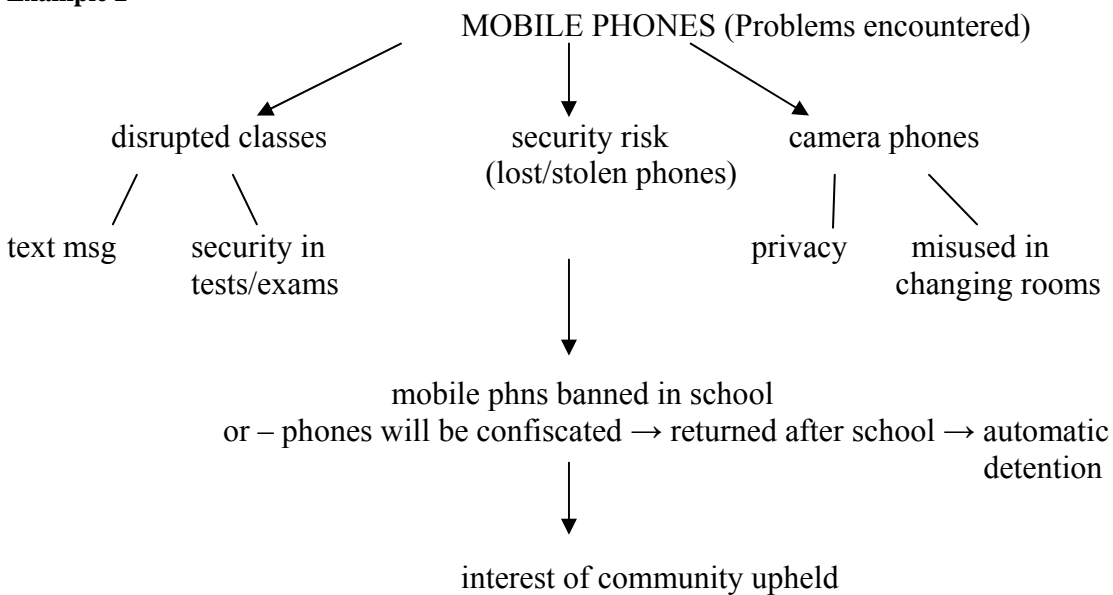 MOBILE PHONES (Problems encountered)
disrupted classes
security risk
(lost/stolen phones)
camera phones
text msg
security in
tests/exams
privacy
misused in
changing rooms
mobile phns banned in school
or – phones will be confiscated → returned after school → automatic
detention
interest of community upheld